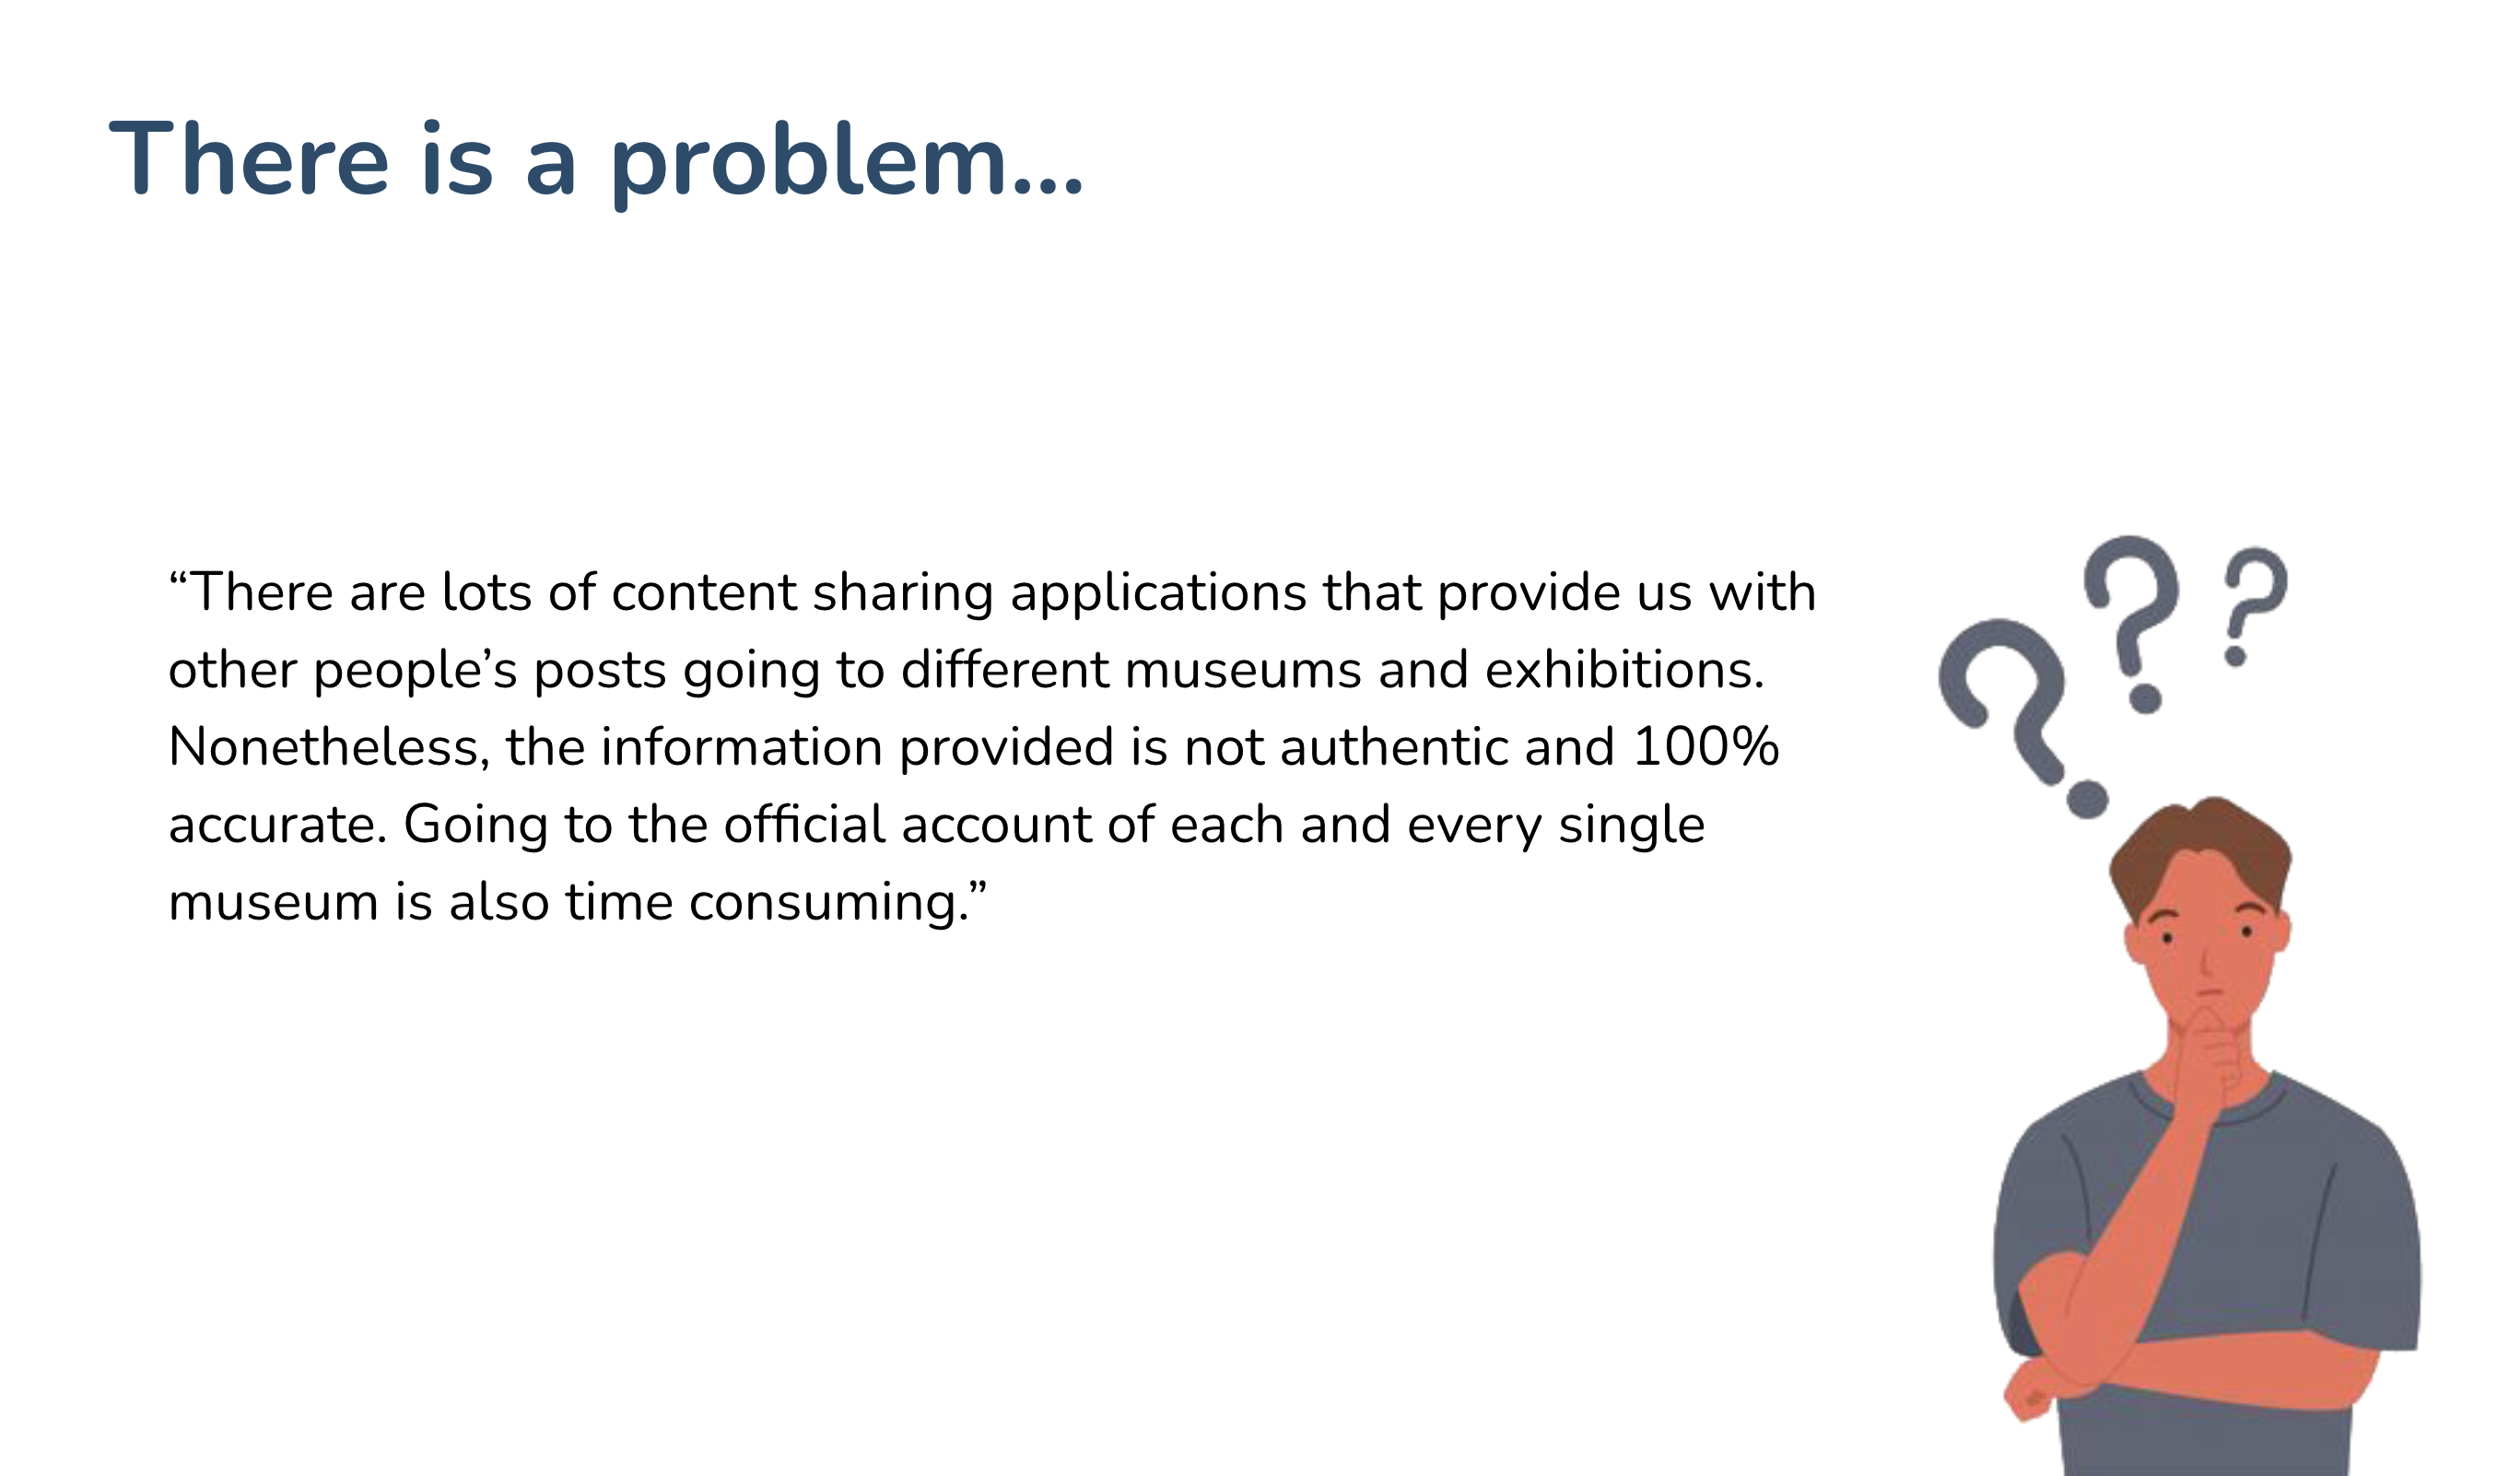 There is a problem...
“There are lots of content sharing applications that provide us with
other people’s posts going to different museums and exhibitions.
Nonetheless, the information provided is not authentic and 100%
accurate. Going to the official account of each and every single
museum is also time consuming.”
???